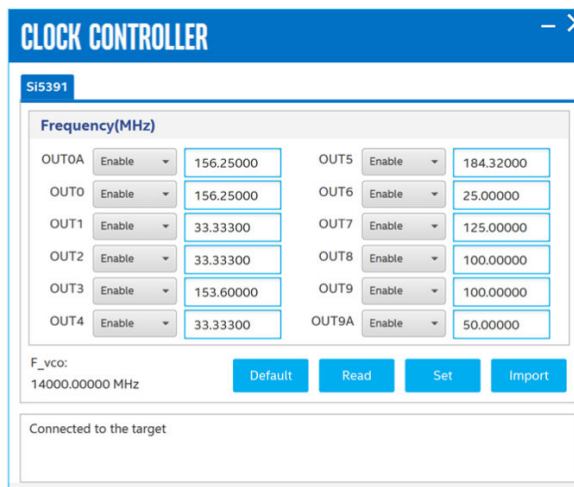 CLOCK CONTROLLER
Si5391
Frequency(MHz)
OUT0A Enable 156.25000 OUT5 Enable 184.32000
OUT0 Enable 156.25000 OUT6 Enable 25.00000
OUT1 Enable 33.33300 OUT7 Enable 125.00000
OUT2 Enable 33.33300 OUT8 Enable 100.00000
OUT3 Enable 153.60000 OUT9 Enable 100.00000
OUT4 Enable 33.33300 OUT9A Enable 50.00000
F_vco:
14000.00000 MHz
Default Read Set Import
Connected to the target